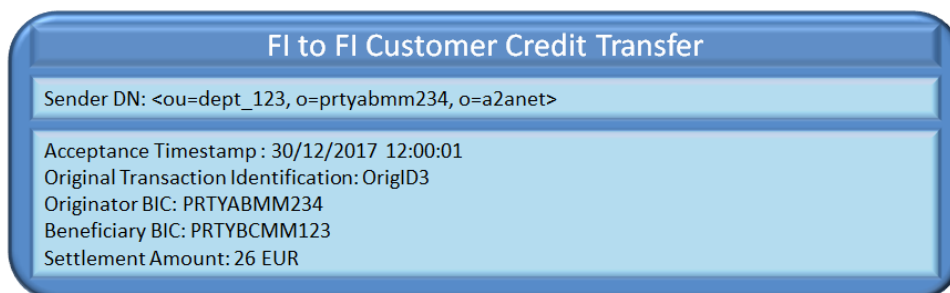 FI to FI Customer Credit Transfer
Sender DN: <ou=dept_123, o=prtyabmm234, o=a2anet>
Acceptance Timestamp : 30/12/2017 12:00:01
Original Transaction Identification: OrigID3
Originator BIC: PRTYABMM234
Beneficiary BIC: PRTYBCMM123
Settlement Amount: 26 EUR